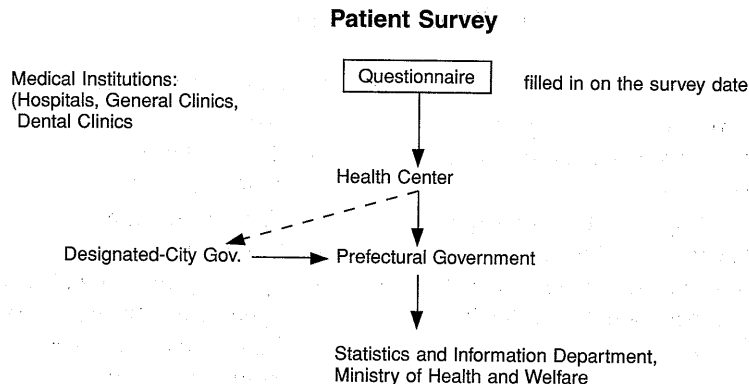 Patient Survey
Medical Institutions:
(Hospitals, General Clinics,
Dental Clinics
Questionnaire
filled in on the survey date
Health Center
Designated-City Gov.
Prefectural Government
Statistics and Information Department,
Ministry of Health and Welfare